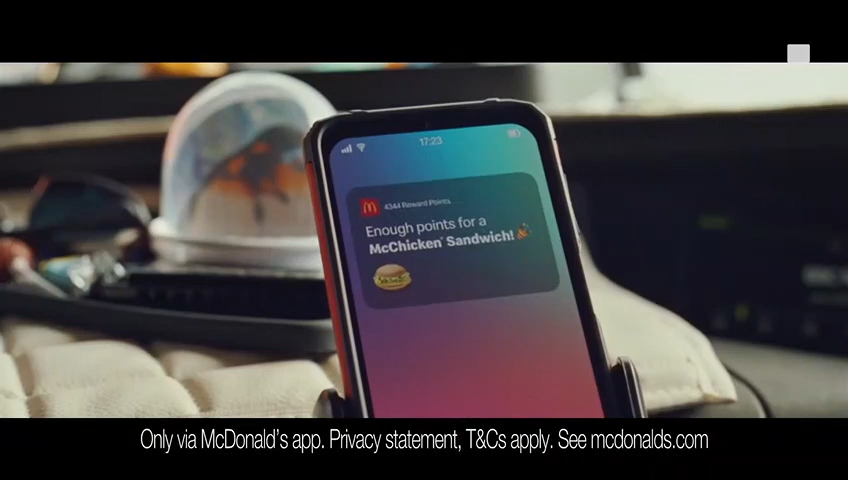 17:23
4344 Reward Points
Enough points for a
McChicken® Sandwich! 🎉
Only via McDonald's app. Privacy statement, T&Cs apply. See mcdonalds.com